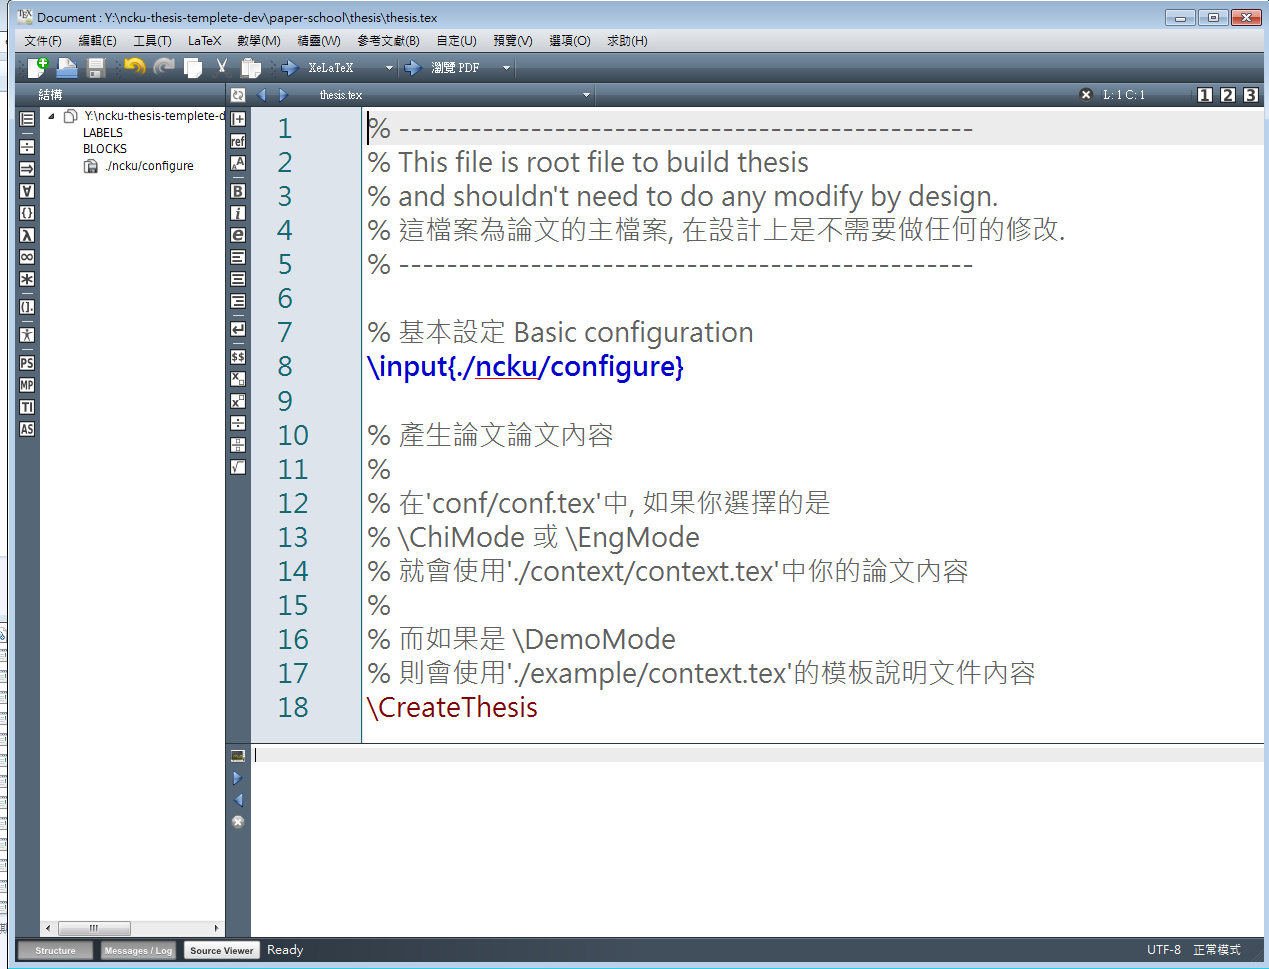 Document : Y:\ncku-thesis-templete-dev\paper-school\thesis\thesis.tex
文件(F) 編輯(E) 工具(T) LaTeX 數學(M) 精靈(W) 參考文獻(B) 自定(U) 預覽(V) 選項(O) 求助(H)
XeLaTeX 瀏覽 PDF
結構 thesis.tex L: 1 C: 1 1 2 3
Y:\ncku-thesis-templete-d
LABELS
BLOCKS
./ncku/configure
1 % -----------------------------------------------
2 % This file is root file to build thesis
3 % and shouldn't need to do any modify by design.
4 % 這檔案為論文的主檔案, 在設計上是不需要做任何的修改.
5 % -----------------------------------------------
6
7 % 基本設定 Basic configuration
8 \input{./ncku/configure}
9
10 % 產生論文論文內容
11 %
12 % 在'conf/conf.tex'中, 如果你選擇的是
13 % \ChiMode 或 \EngMode
14 % 就會使用'./context/context.tex'中你的論文內容
15 %
16 % 而如果是 \DemoMode
17 % 則會使用'./example/context.tex'的模板說明文件內容
18 \CreateThesis
PS
MP
TI
AS
ref
Structure Messages / Log Source Viewer Ready UTF-8 正常模式